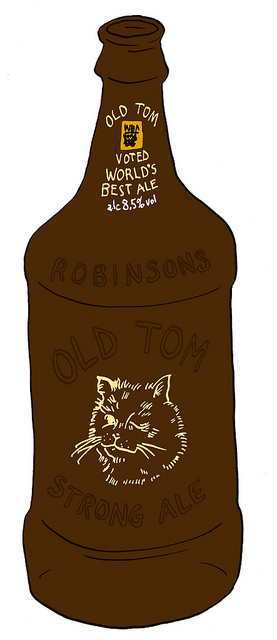 OLD TOM
VOTED
WORLD'S
BEST ALE
alc 8.5% vol
ROBINSONS
OLD TOM
STRONG ALE